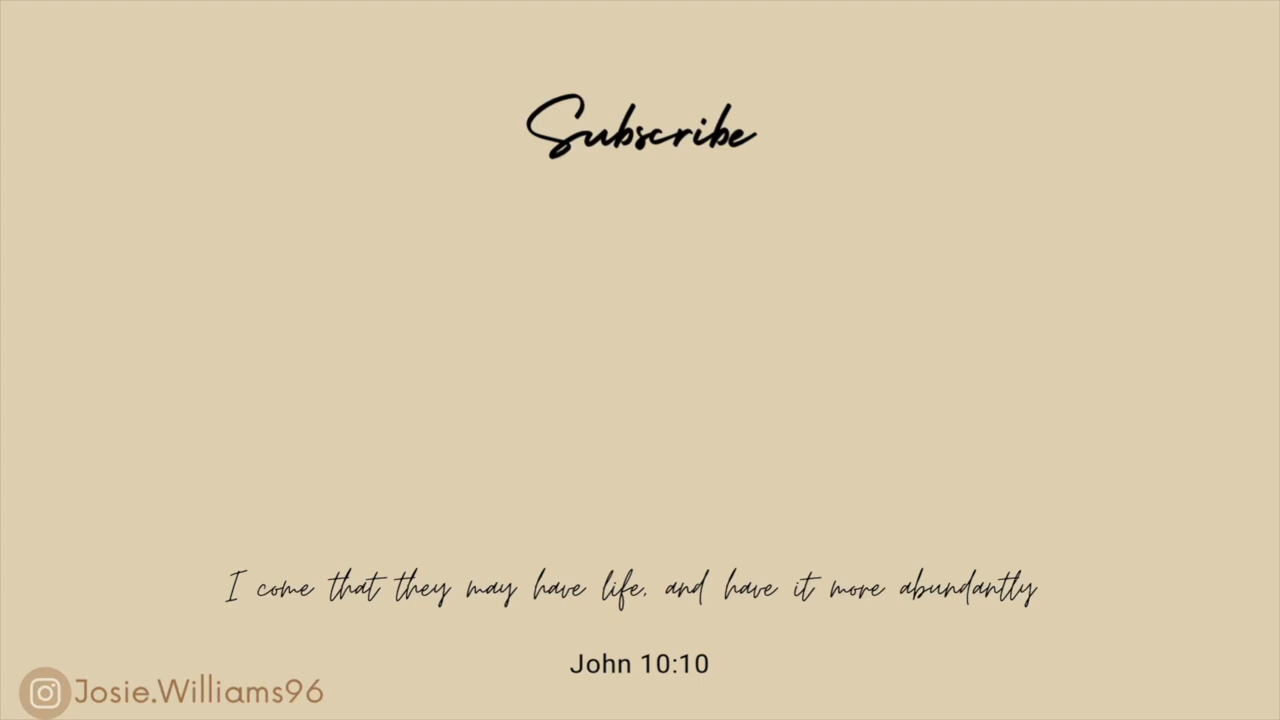 Subscribe
I come that they may have life, and have it more abundantly
John 10:10
Josie.Williams96